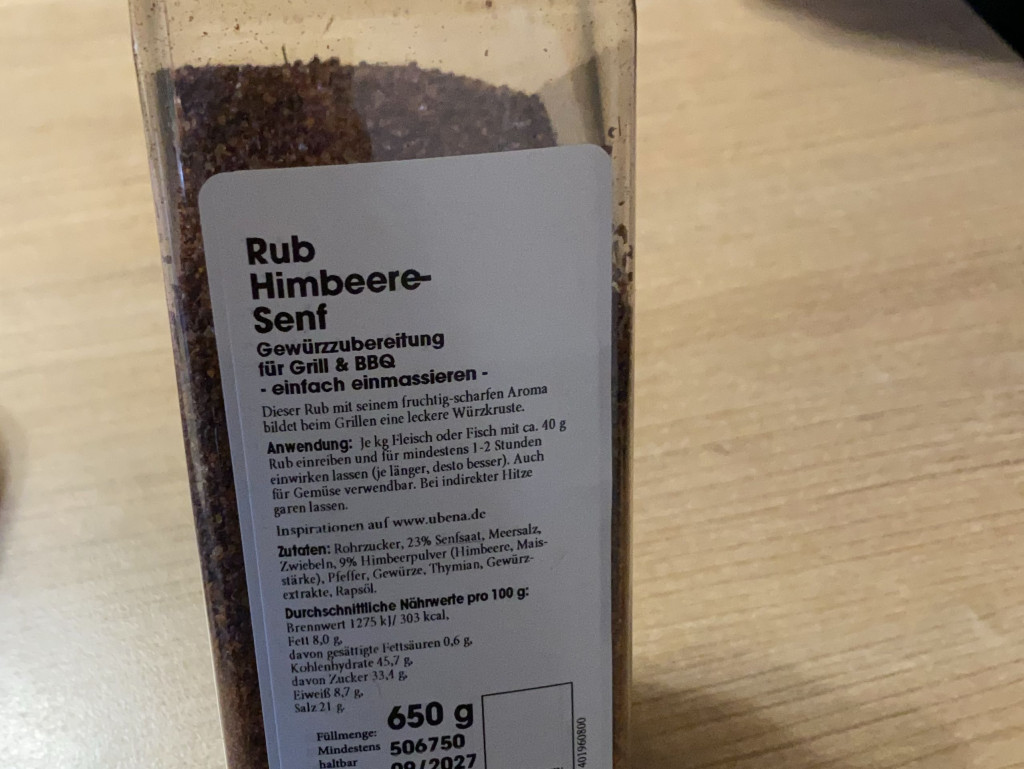 Rub
Himbeere-
Senf
Gewürzzubereitung
für Grill & BBQ
- einfach einmassieren -
Dieser Rub mit seinem fruchtig-scharfen Aroma
bildet beim Grillen eine leckere Würzkruste.
Anwendung: Je kg Fleisch oder Fisch mit ca. 40 g
Rub einreiben und für mindestens 1-2 Stunden
einwirken lassen (je länger, desto besser). Auch
für Gemüse verwendbar. Bei indirekter Hitze
garen lassen.
Inspirationen auf www.ubena.de
Zutaten: Rohrzucker, 23% Senfsaat, Meersalz,
Zwiebeln, 9% Himbeerpulver (Himbeere, Mais-
stärke), Pfeffer, Gewürze, Thymian, Gewürz-
extrakte, Rapsöl.
Durchschnittliche Nährwerte pro 100 g:
Brennwert 1275 kJ/ 303 kcal,
Fett 8,0 g,
davon gesättigte Fettsäuren 0,6 g,
Kohlenhydrate 45,7 g,
davon Zucker 33,4 g,
Eiweiß 8,7 g,
Salz 21 g
Füllmenge: 650 g
Mindestens 506750
haltbar 09/2027
401960800